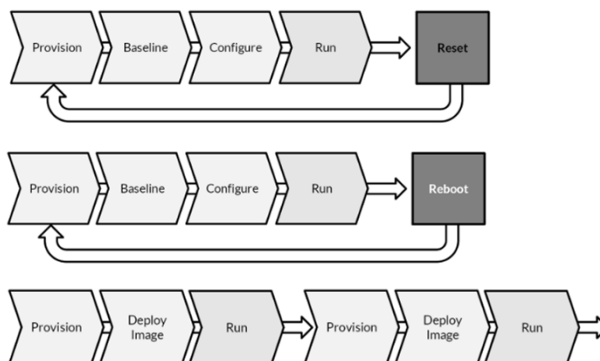 Provision
Baseline
Configure
Run
Reset
Provision
Baseline
Configure
Run
Reboot
Provision
Deploy
Image
Run
Provision
Deploy
Image
Run